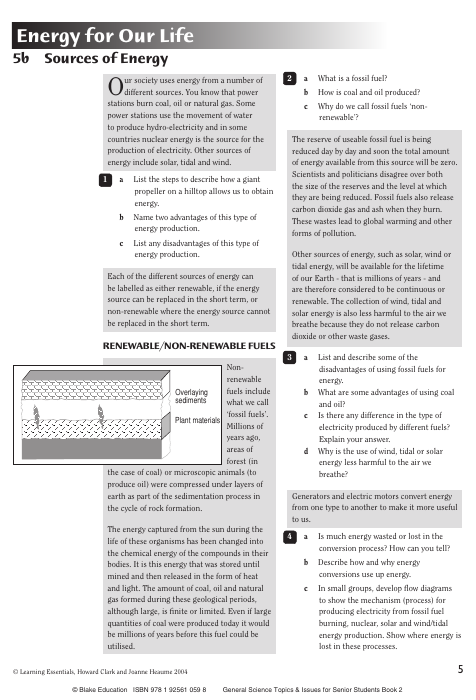 Energy for Our Life
5b Sources of Energy
Our society uses energy from a number of
different sources. You know that power
stations burn coal, oil or natural gas. Some
power stations use the movement of water
to produce hydro-electricity and in some
countries nuclear energy is the source for the
production of electricity. Other sources of
energy include solar, tidal and wind.
1 a List the steps to describe how a giant
propeller on a hilltop allows us to obtain
energy.
b Name two advantages of this type of
energy production.
c List any disadvantages of this type of
energy production.
Each of the different sources of energy can
be labelled as either renewable, if the energy
source can be replaced in the short term, or
non-renewable where the energy source cannot
be replaced in the short term.
RENEWABLE/NON-RENEWABLE FUELS
Overlaying
sediments
Plant materials
Non-
renewable
fuels include
what we call
'fossil fuels'.
Millions of
years ago,
areas of
forest (in
the case of coal) or microscopic animals (to
produce oil) were compressed under layers of
earth as part of the sedimentation process in
the cycle of rock formation.
The energy captured from the sun during the
life of these organisms has been changed into
the chemical energy of the compounds in their
bodies. It is this energy that was stored until
mined and then released in the form of heat
and light. The amount of coal, oil and natural
gas formed during these geological periods,
although large, is finite or limited. Even if large
quantities of coal were produced today it would
be millions of years before this fuel could be
utilised.
2 a What is a fossil fuel?
b How is coal and oil produced?
c Why do we call fossil fuels 'non-
renewable'?
The reserve of useable fossil fuel is being
reduced day by day and soon the total amount
of energy available from this source will be zero.
Scientists and politicians disagree over both
the size of the reserves and the level at which
they are being reduced. Fossil fuels also release
carbon dioxide gas and ash when they burn.
These wastes lead to global warming and other
forms of pollution.
Other sources of energy, such as solar, wind or
tidal energy, will be available for the lifetime
of our Earth - that is millions of years - and
are therefore considered to be continuous or
renewable. The collection of wind, tidal and
solar energy is also less harmful to the air we
breathe because they do not release carbon
dioxide or other waste gases.
3 a List and describe some of the
disadvantages of using fossil fuels for
energy.
b What are some advantages of using coal
and oil?
c Is there any difference in the type of
electricity produced by different fuels?
Explain your answer.
d Why is the use of wind, tidal or solar
energy less harmful to the air we
breathe?
Generators and electric motors convert energy
from one type to another to make it more useful
to us.
4 a Is much energy wasted or lost in the
conversion process? How can you tell?
b Describe how and why energy
conversions use up energy.
c In small groups, develop flow diagrams
to show the mechanism (process) for
producing electricity from fossil fuel
burning, nuclear, solar and wind/tidal
energy production. Show where energy is
lost in these processes.
© Learning Essentials, Howard Clark and Joanne Heaume 2004
5
© Blake Education ISBN 978 1 92561 059 8 General Science Topics & Issues for Senior Students Book 2